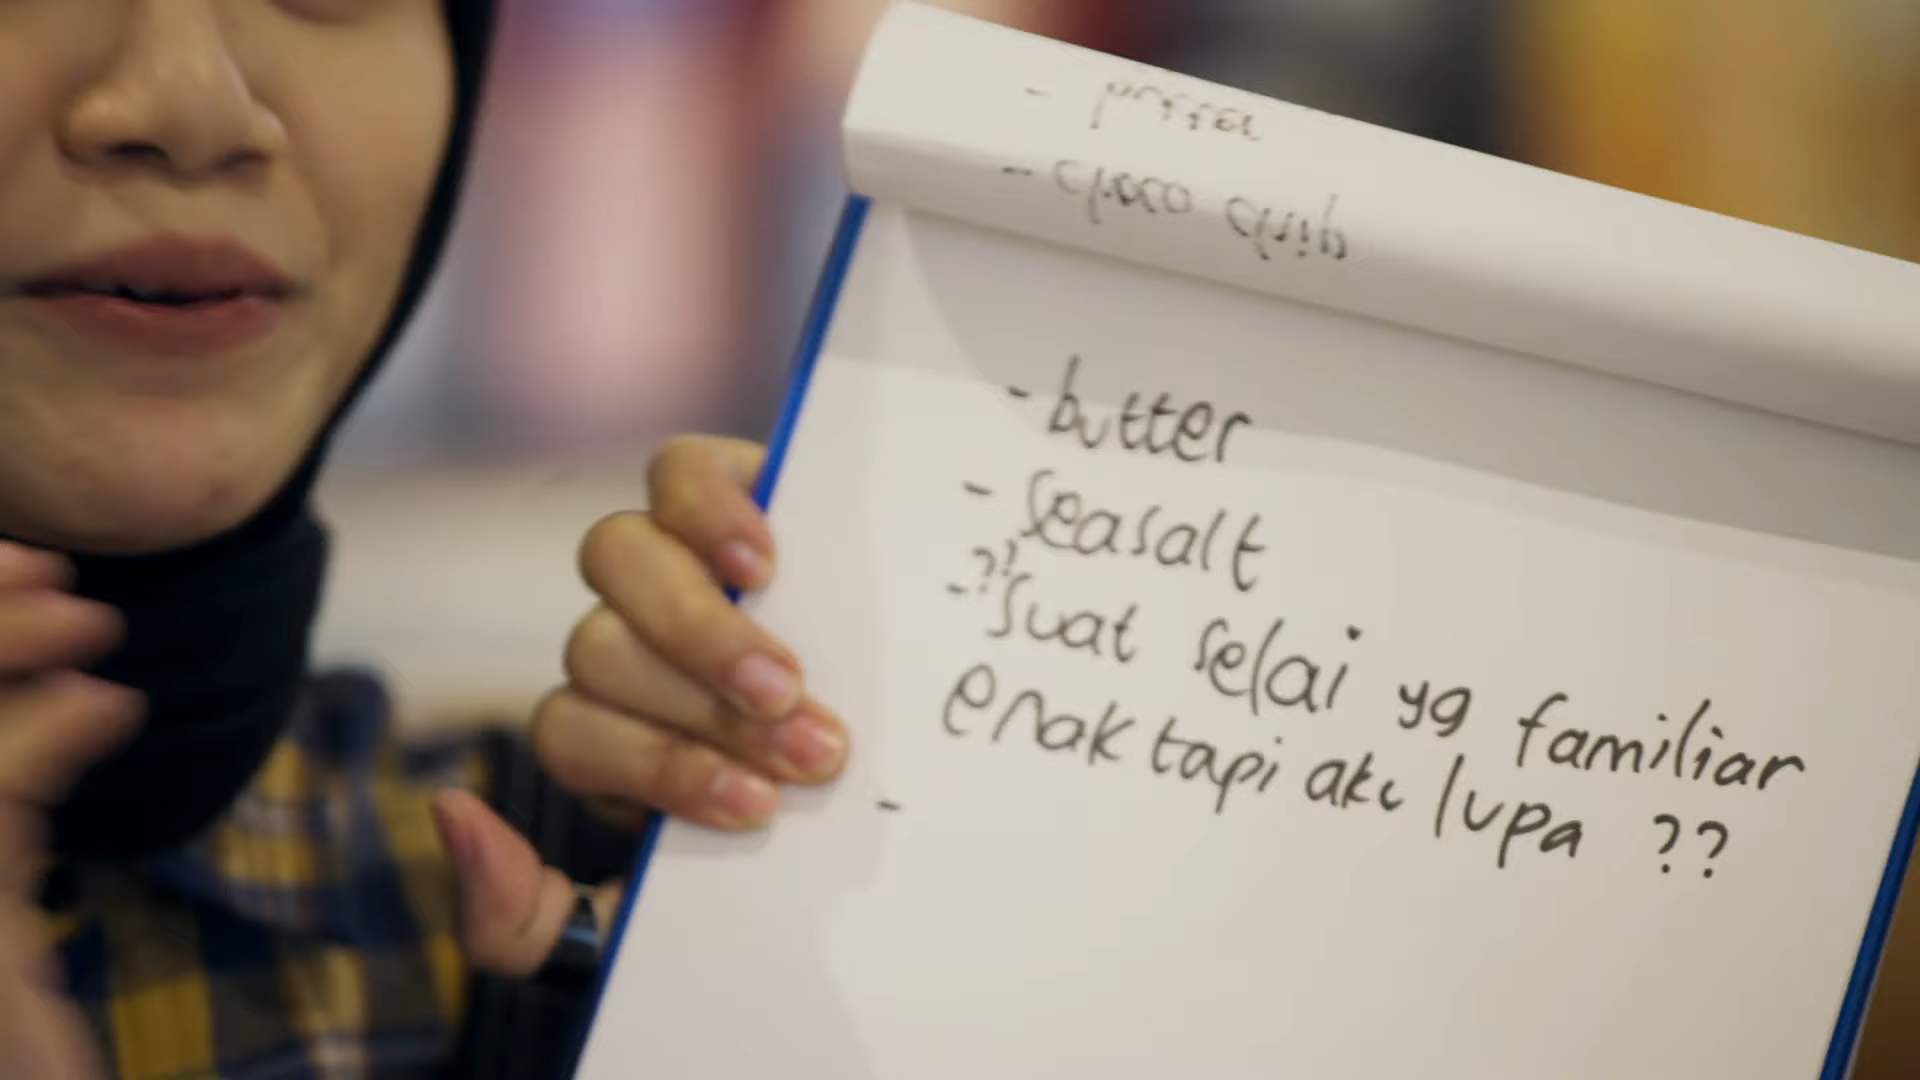 - butter
- seasalt
- ?? suat selai yg familiar
enak tapi aku lupa ??
-